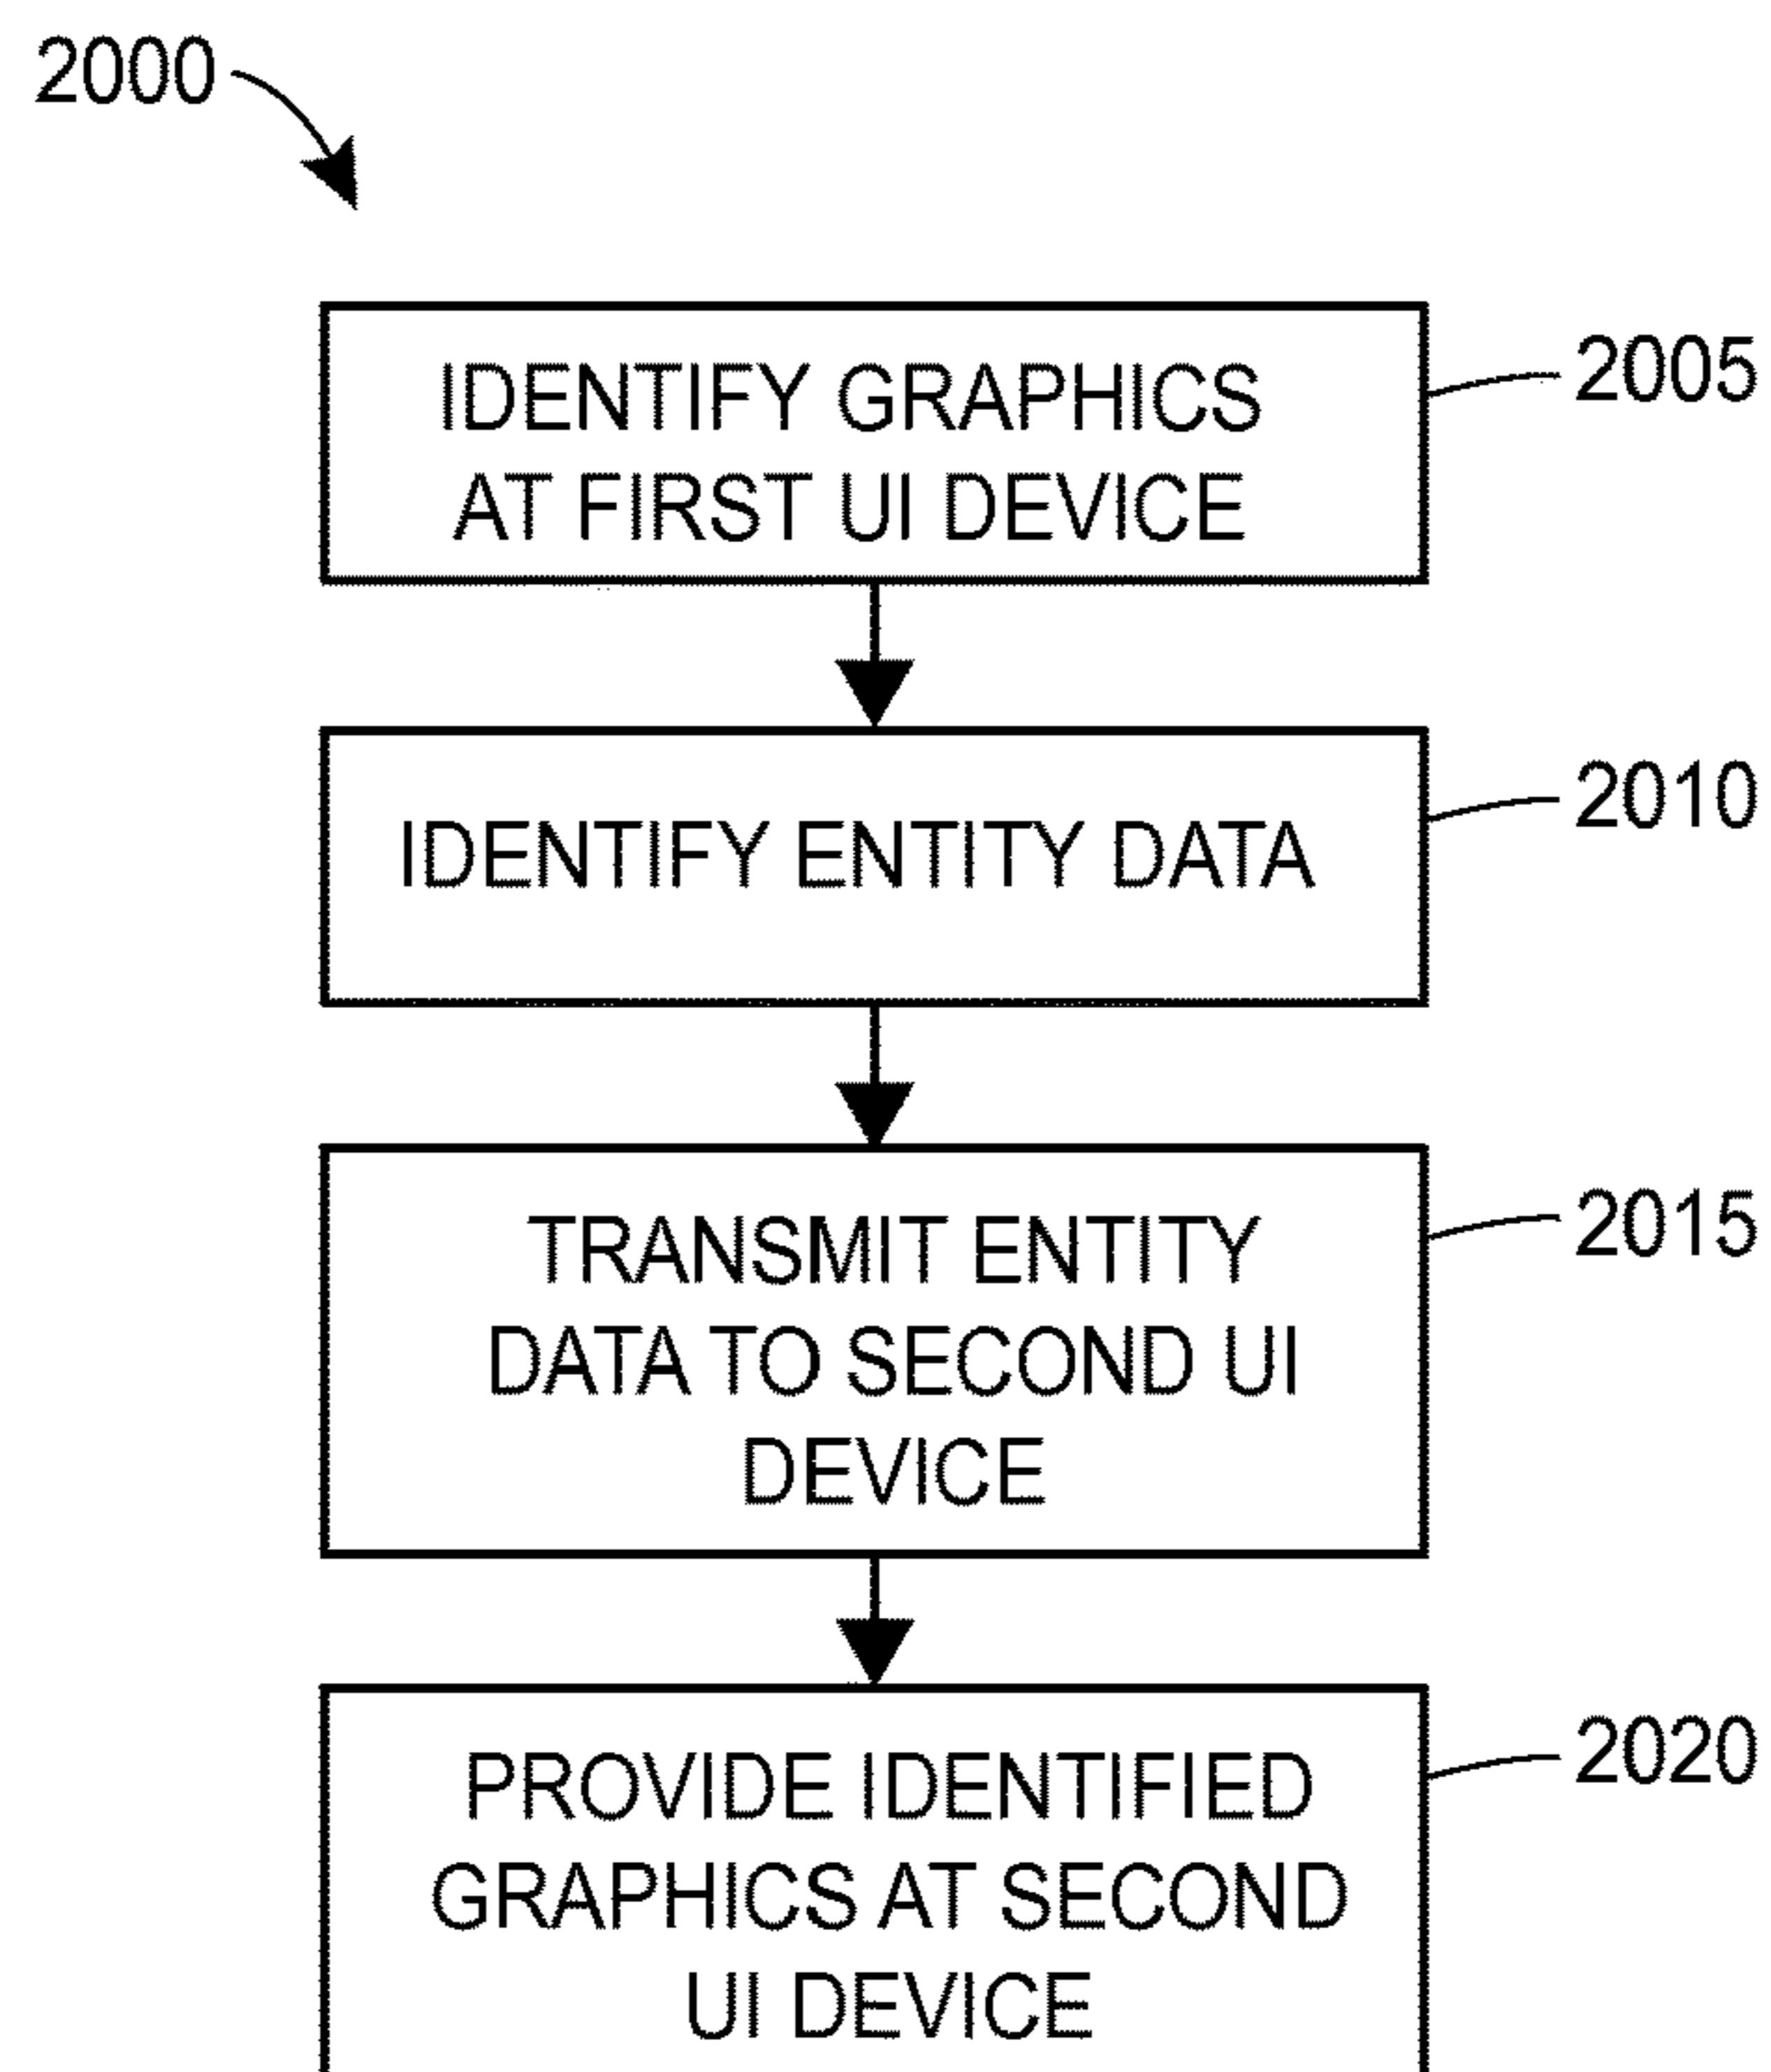 2000
IDENTIFY GRAPHICS
AT FIRST UI DEVICE
2005
IDENTIFY ENTITY DATA
2010
TRANSMIT ENTITY
DATA TO SECOND UI
DEVICE
2015
PROVIDE IDENTIFIED
GRAPHICS AT SECOND
UI DEVICE
2020